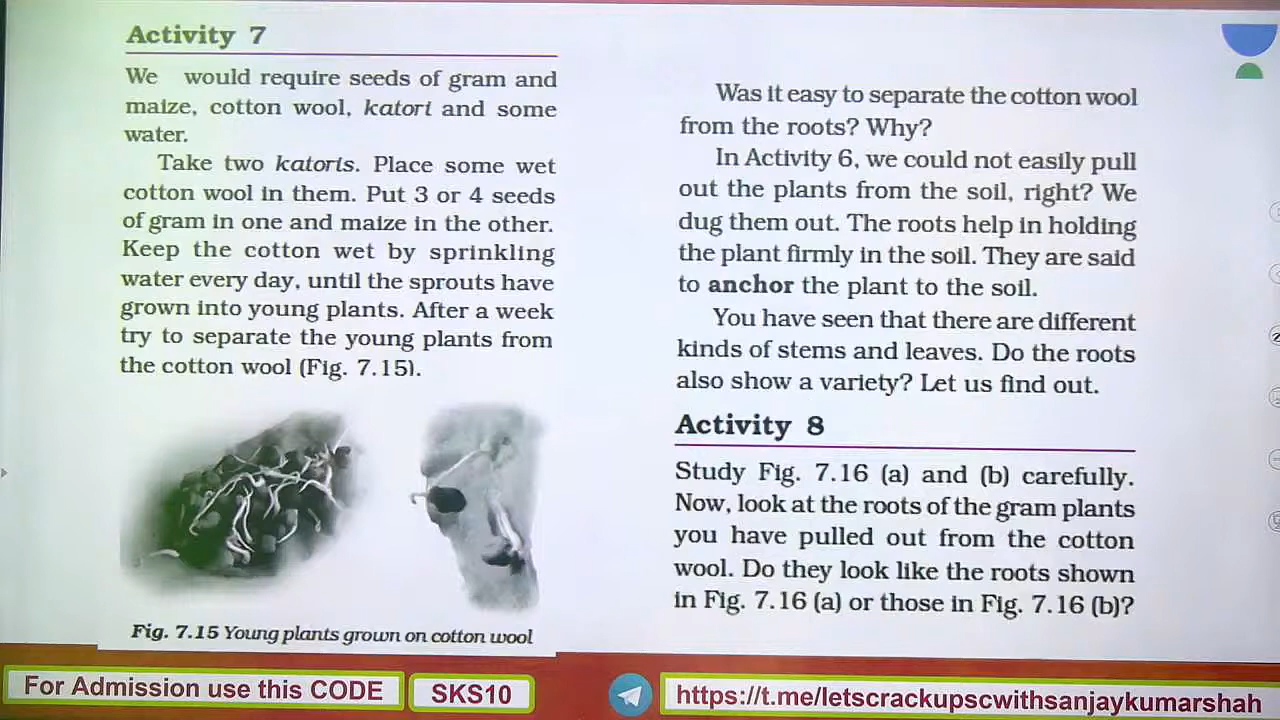 Activity 7
We would require seeds of gram and
maize, cotton wool, katori and some
water.
Take two katoris. Place some wet
cotton wool in them. Put 3 or 4 seeds
of gram in one and maize in the other.
Keep the cotton wet by sprinkling
water every day, until the sprouts have
grown into young plants. After a week
try to separate the young plants from
the cotton wool (Fig. 7.15).
Fig. 7.15 Young plants grown on cotton wool
Was it easy to separate the cotton wool
from the roots? Why?
In Activity 6, we could not easily pull
out the plants from the soil, right? We
dug them out. The roots help in holding
the plant firmly in the soil. They are said
to anchor the plant to the soil.
You have seen that there are different
kinds of stems and leaves. Do the roots
also show a variety? Let us find out.
Activity 8
Study Fig. 7.16 (a) and (b) carefully.
Now, look at the roots of the gram plants
you have pulled out from the cotton
wool. Do they look like the roots shown
in Fig. 7.16 (a) or those in Fig. 7.16 (b)?
For Admission use this CODE
SKS10
https://t.me/letscrackupscwithsanjaykumarshah